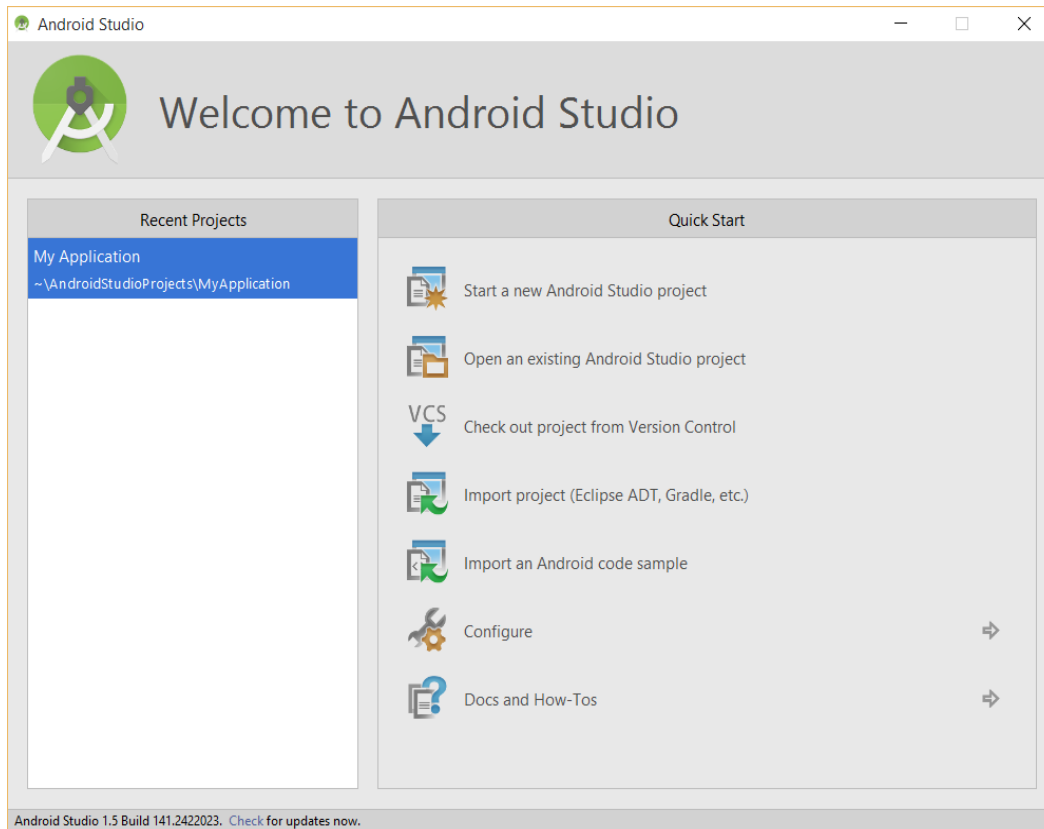 Android Studio
Welcome to Android Studio
Recent Projects
My Application
~\AndroidStudioProjects\MyApplication
Quick Start
Start a new Android Studio project
Open an existing Android Studio project
VCS
Check out project from Version Control
Import project (Eclipse ADT, Gradle, etc.)
Import an Android code sample
Configure
Docs and How-Tos
Android Studio 1.5 Build 141.2422023. Check for updates now.